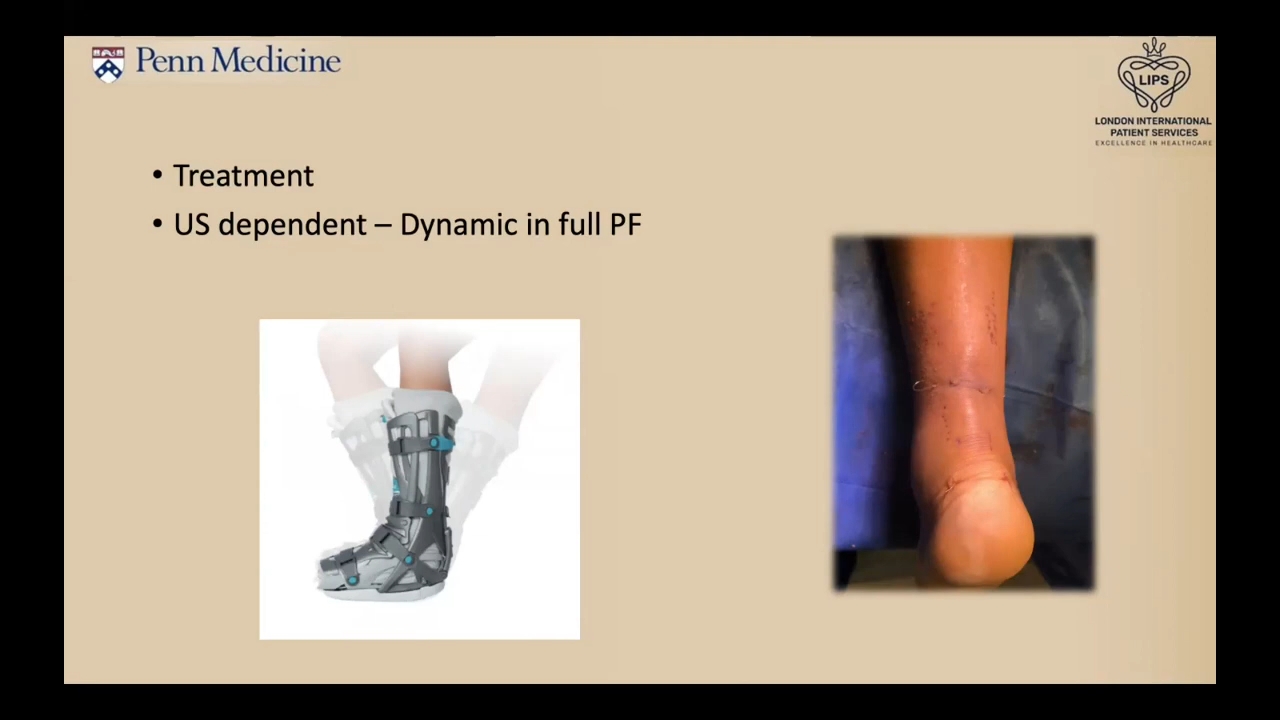 Penn Medicine
LIPS
LONDON INTERNATIONAL
PATIENT SERVICES
EXCELLENCE IN HEALTHCARE
• Treatment
• US dependent – Dynamic in full PF